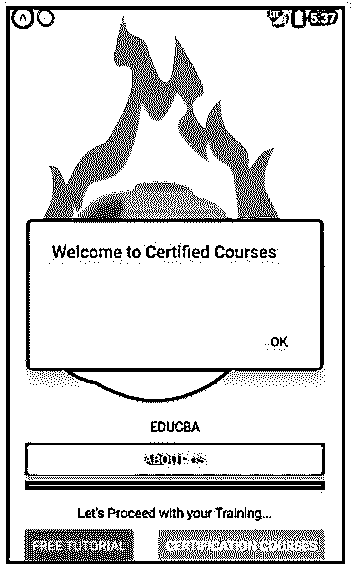 5:37
Welcome to Certified Courses
OK
EDUCBA
ABOUT US
Let's Proceed with your Training...
FREE TUTORIAL
CERTIFICATION COURSES